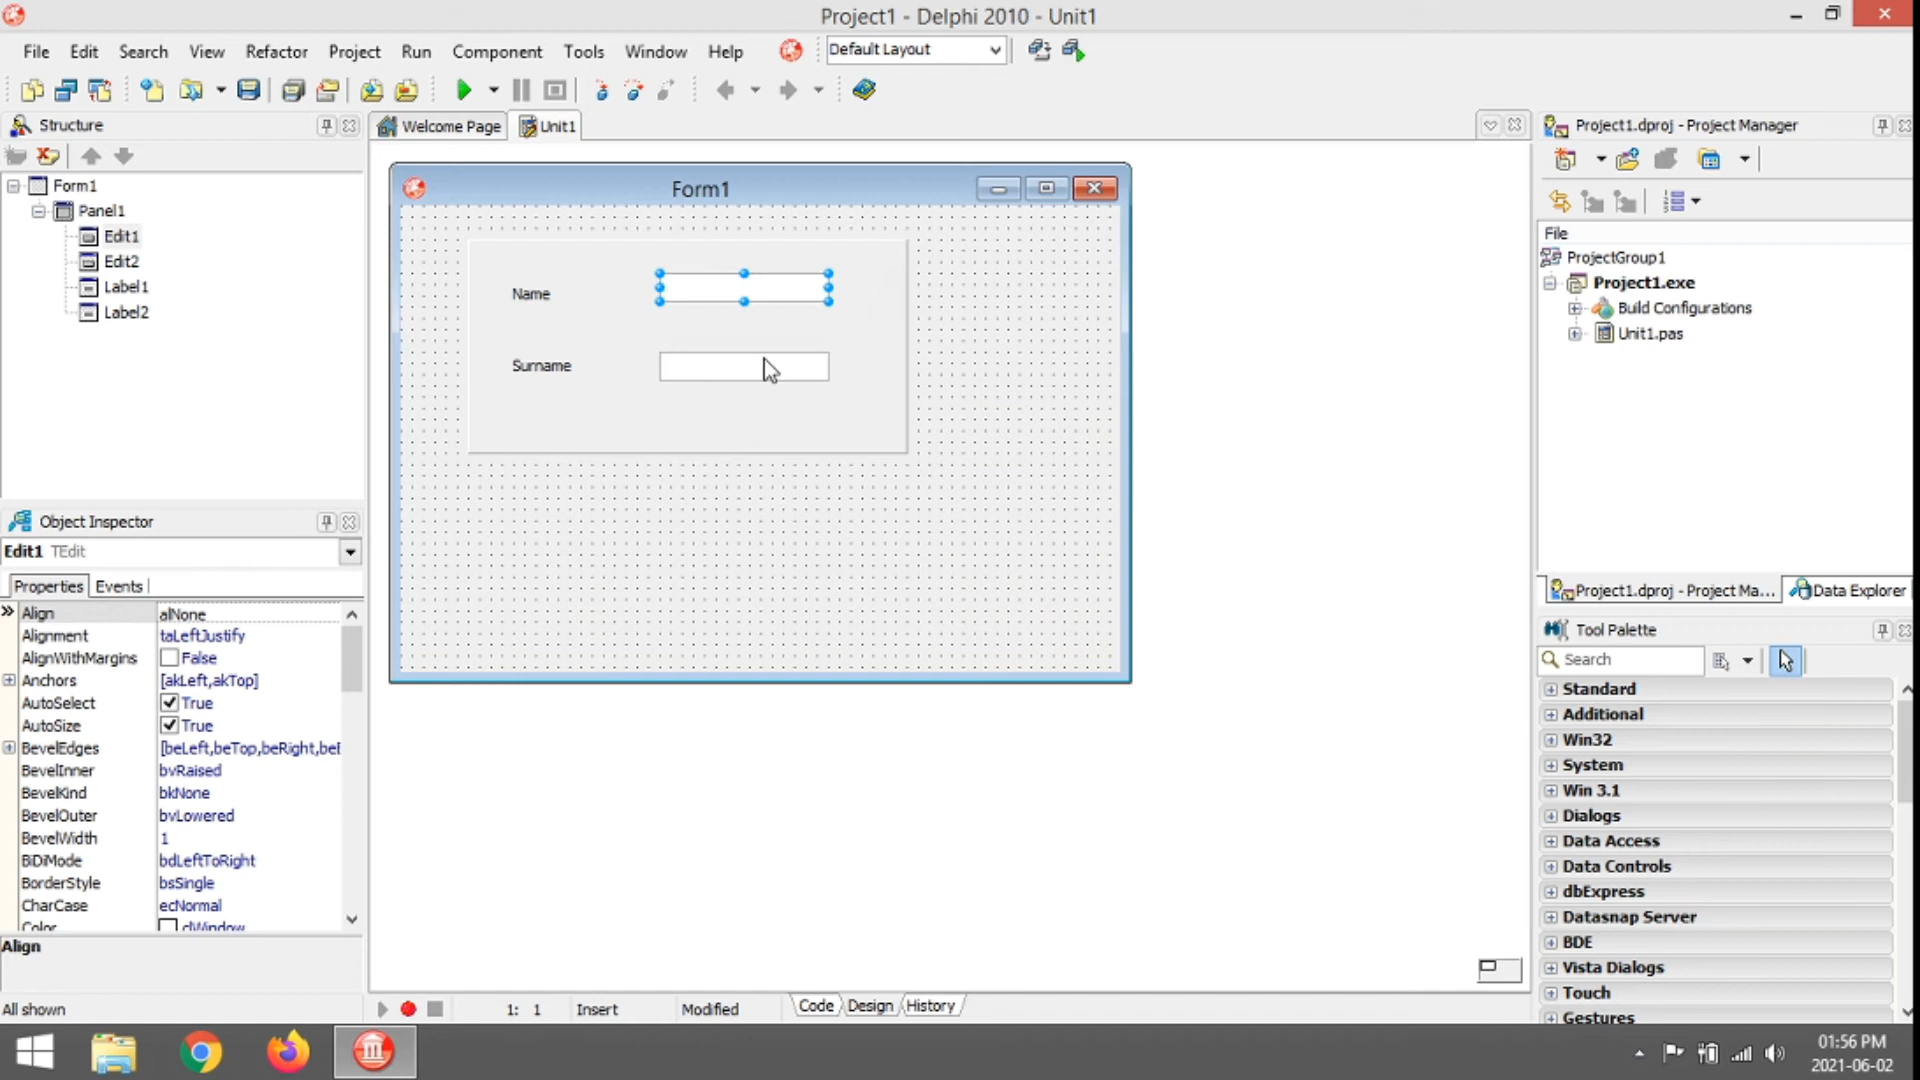 Project1 - Delphi 2010 - Unit1
File Edit Search View Refactor Project Run Component Tools Window Help
Default Layout
Structure
Welcome Page
Unit1
Project1.dproj - Project Manager
Form1
Panel1
Edit1
Edit2
Label1
Label2
Form1
Name
Surname
File
ProjectGroup1
Project1.exe
Build Configurations
Unit1.pas
Object Inspector
Edit1 TEdit
Properties Events
Align alNone
Alignment taLeftJustify
AlignWithMargins False
Anchors [akLeft,akTop]
AutoSelect True
AutoSize True
BevelEdges [beLeft,beTop,beRight,beE
BevelInner bvRaised
BevelKind bkNone
BevelOuter bvLowered
BevelWidth 1
BiDiMode bdLeftToRight
BorderStyle bsSingle
CharCase ecNormal
Color clWindow
Align
All shown
Project1.dproj - Project Ma...
Data Explorer
Tool Palette
Search
Standard
Additional
Win32
System
Win 3.1
Dialogs
Data Access
Data Controls
dbExpress
Datasnap Server
BDE
Vista Dialogs
Touch
Gestures
1: 1 Insert Modified
Code Design History
01:56 PM
2021-06-02